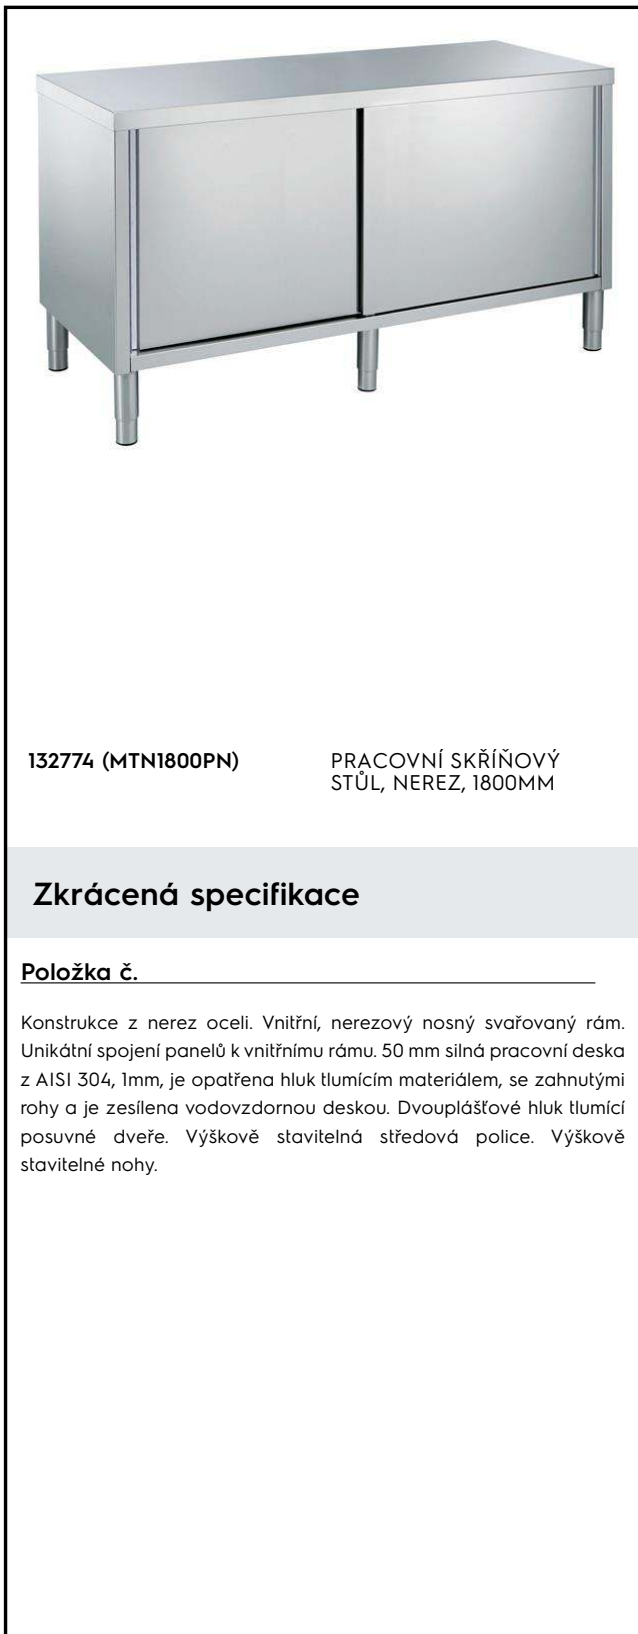 132774 (MTN1800PN)
PRACOVNÍ SKŘÍŇOVÝ
STŮL, NEREZ, 1800MM
Zkrácená specifikace
Položka č.
Konstrukce z nerez oceli. Vnitřní, nerezový nosný svařovaný rám.
Unikátní spojení panelů k vnitřnímu rámu. 50 mm silná pracovní deska
z AISI 304, 1mm, je opatřena hluk tlumícím materiálem, se zahnutými
rohy a je zesílena vodovzdornou deskou. Dvouplášťové hluk tlumící
posuvné dveře. Výškově stavitelná středová police. Výškově
stavitelné nohy.